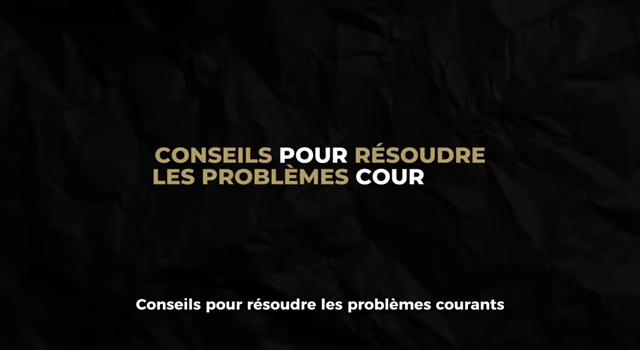 CONSEILS POUR RÉSOUDRE
LES PROBLÈMES COUR
Conseils pour résoudre les problèmes courants